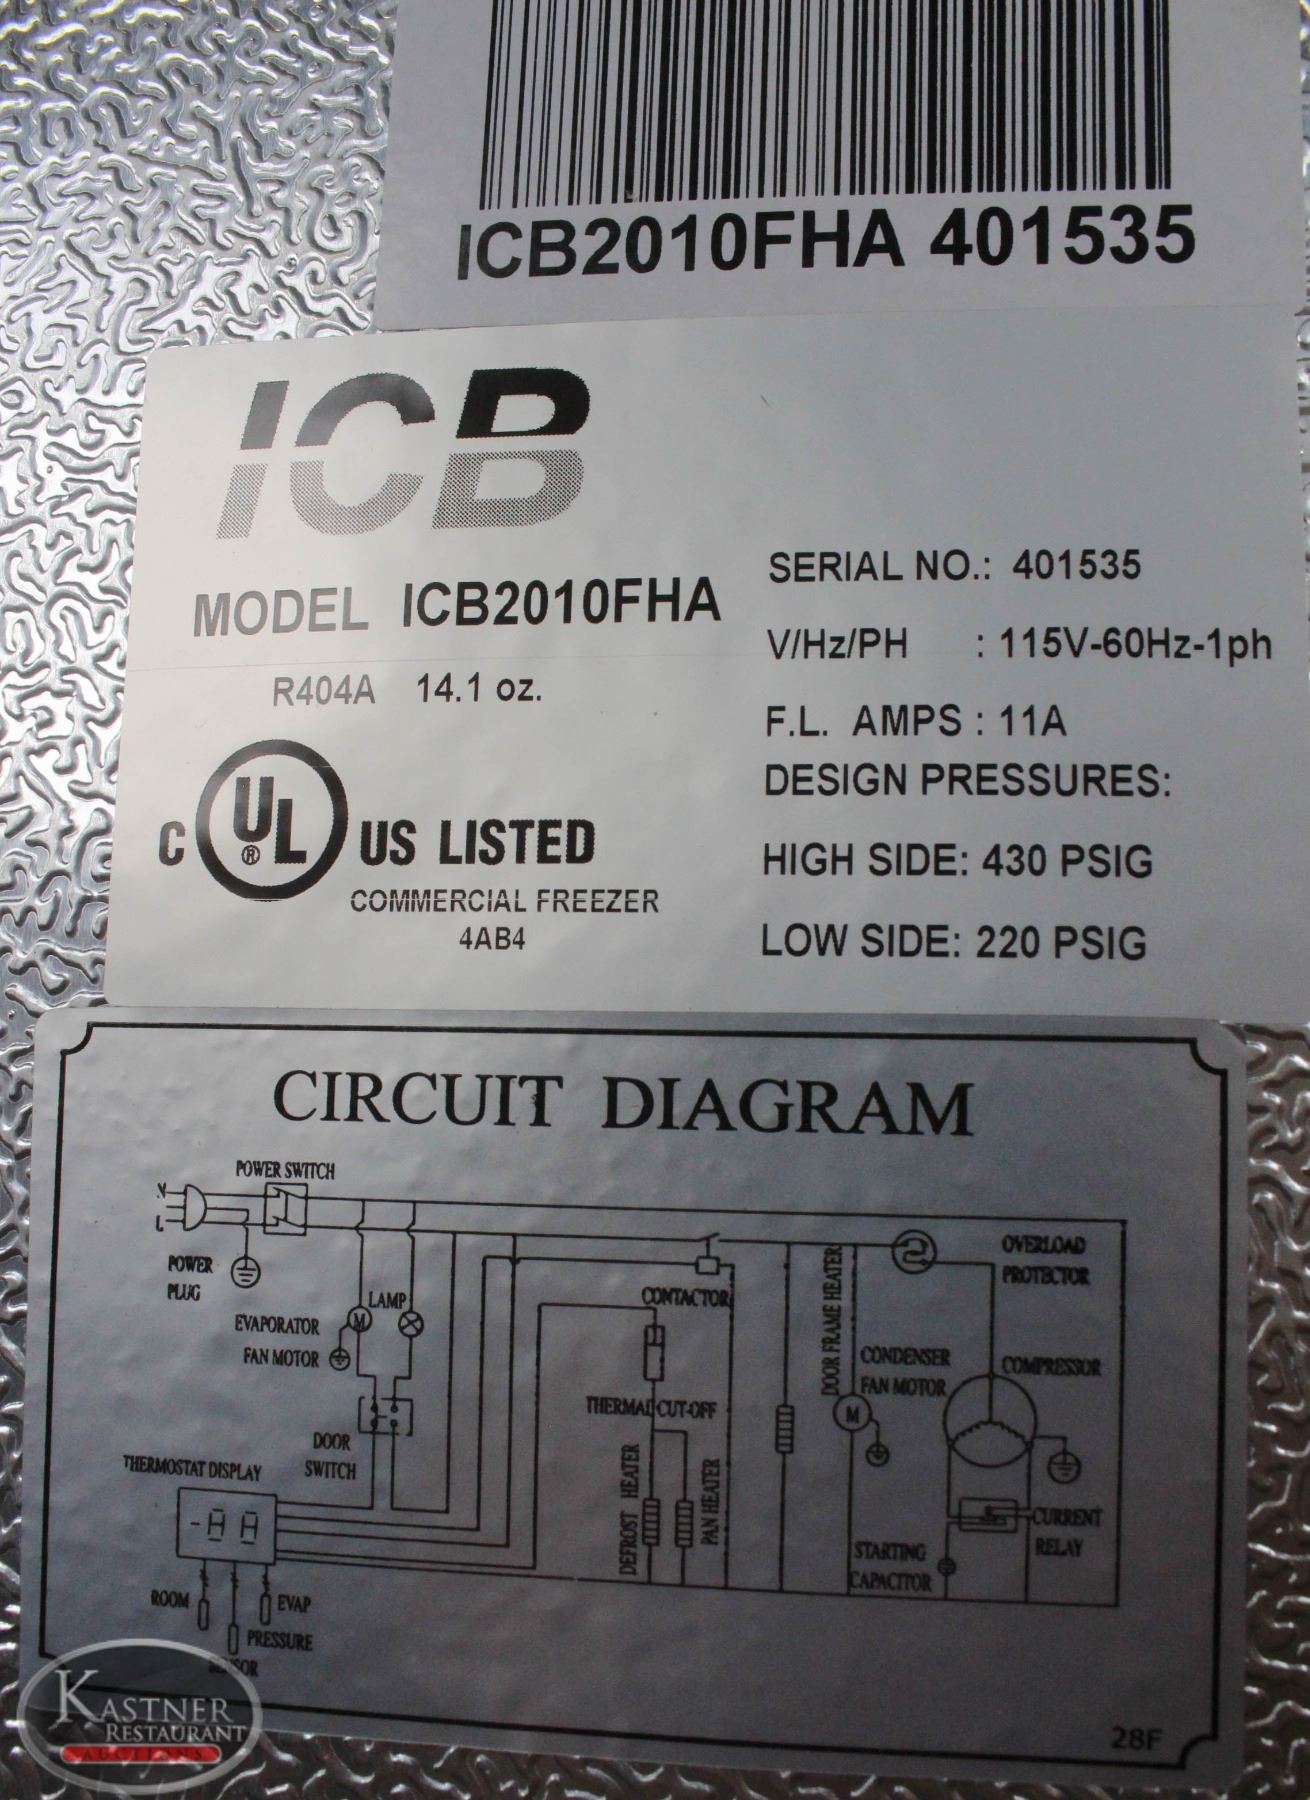 ICB2010FHA 401535
ICB
MODEL ICB2010FHA
R404A 14.1 oz.
C UL ® US LISTED
COMMERCIAL FREEZER
4AB4
SERIAL NO.: 401535
V/Hz/PH : 115V-60Hz-1ph
F.L. AMPS : 11A
DESIGN PRESSURES:
HIGH SIDE: 430 PSIG
LOW SIDE: 220 PSIG
CIRCUIT DIAGRAM
POWER SWITCH
N
L
POWER
PLUG
LAMP
EVAPORATOR
FAN MOTOR
M
DOOR
SWITCH
THERMOSTAT DISPLAY
ROOM
EVAP
PRESSURE
SENSOR
CONTACTOR
THERMAL CUT-OFF
DEFROST HEATER
PAN HEATER
DOOR FRAME HEATER
OVERLOAD
PROTECTOR
CONDENSER
FAN MOTOR
M
COMPRESSOR
CURRENT
RELAY
STARTING
CAPACITOR
28F
KASTNER
RESTAURANT
AUCTIONS